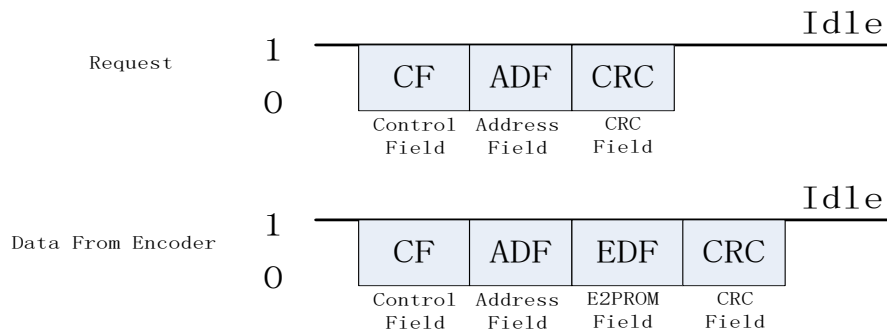 Idle
Request
1
0
CF ADF CRC
Control Address CRC
Field Field Field
Idle
Data From Encoder
1
0
CF ADF EDF CRC
Control Address E2PROM CRC
Field Field Field Field